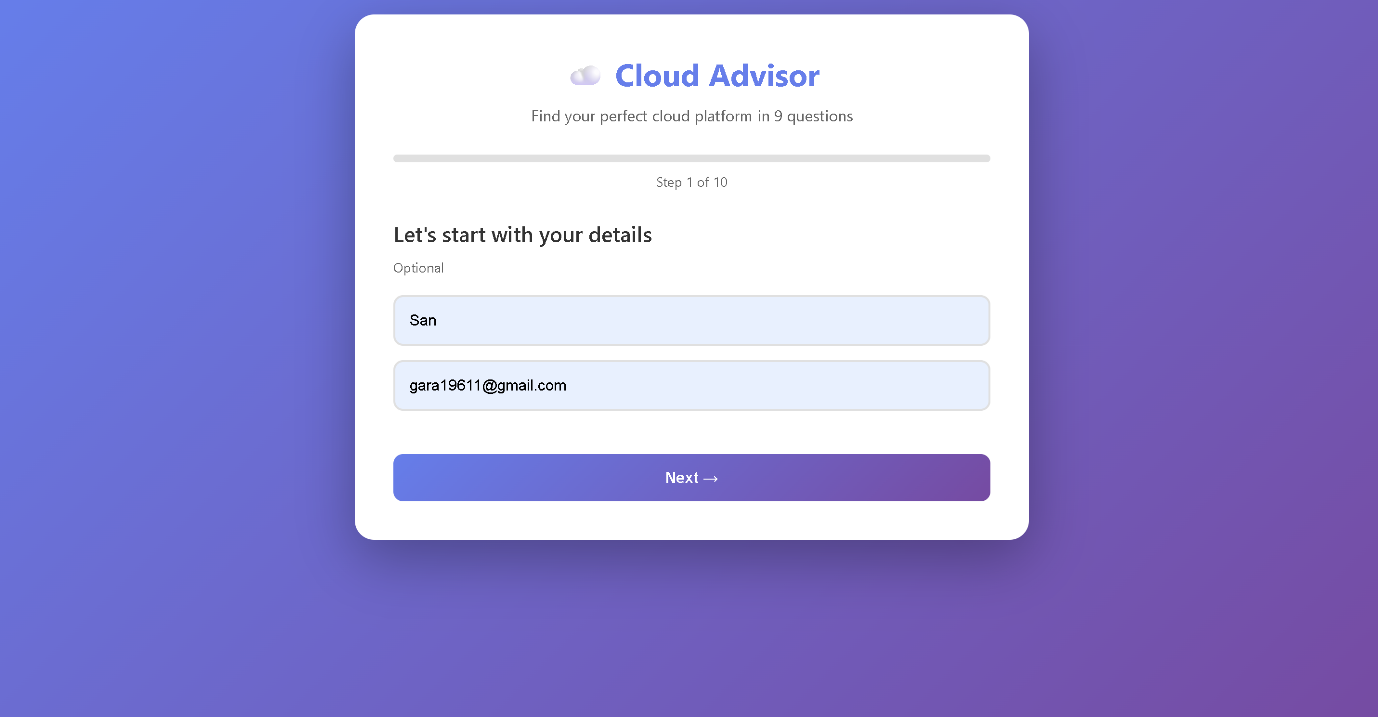 Cloud Advisor
Find your perfect cloud platform in 9 questions
Step 1 of 10
Let's start with your details
Optional
San
gara19611@gmail.com
Next →